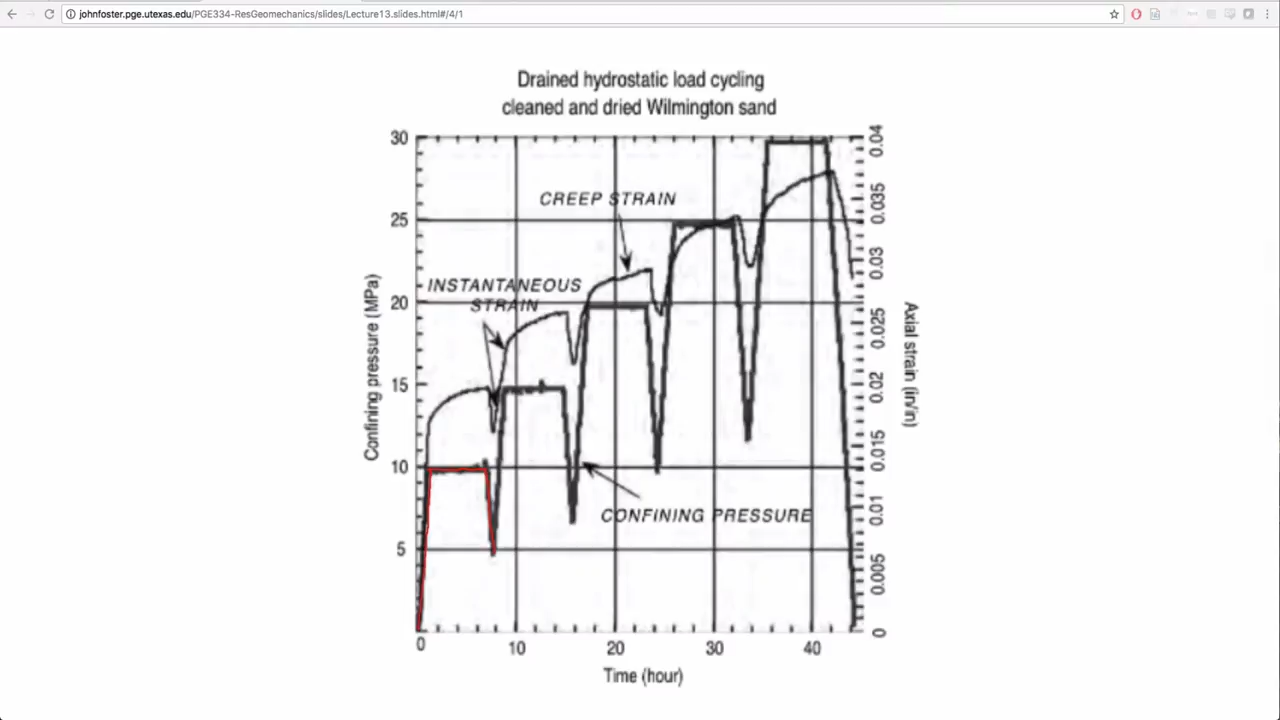 johnfoster.pge.utexas.edu/PGE334-ResGeomechanics/slides/Lecture13.slides.html#/4/1
Drained hydrostatic load cycling
cleaned and dried Wilmington sand
30
25
20
15
10
5
0.04
0.035
0.03
0.025
0.02
0.015
0.01
0.005
0
CREEP STRAIN
INSTANTANEOUS
STRAIN
CONFINING PRESSURE
Confining pressure (MPa)
Axial strain (in/in)
0 10 20 30 40
Time (hour)